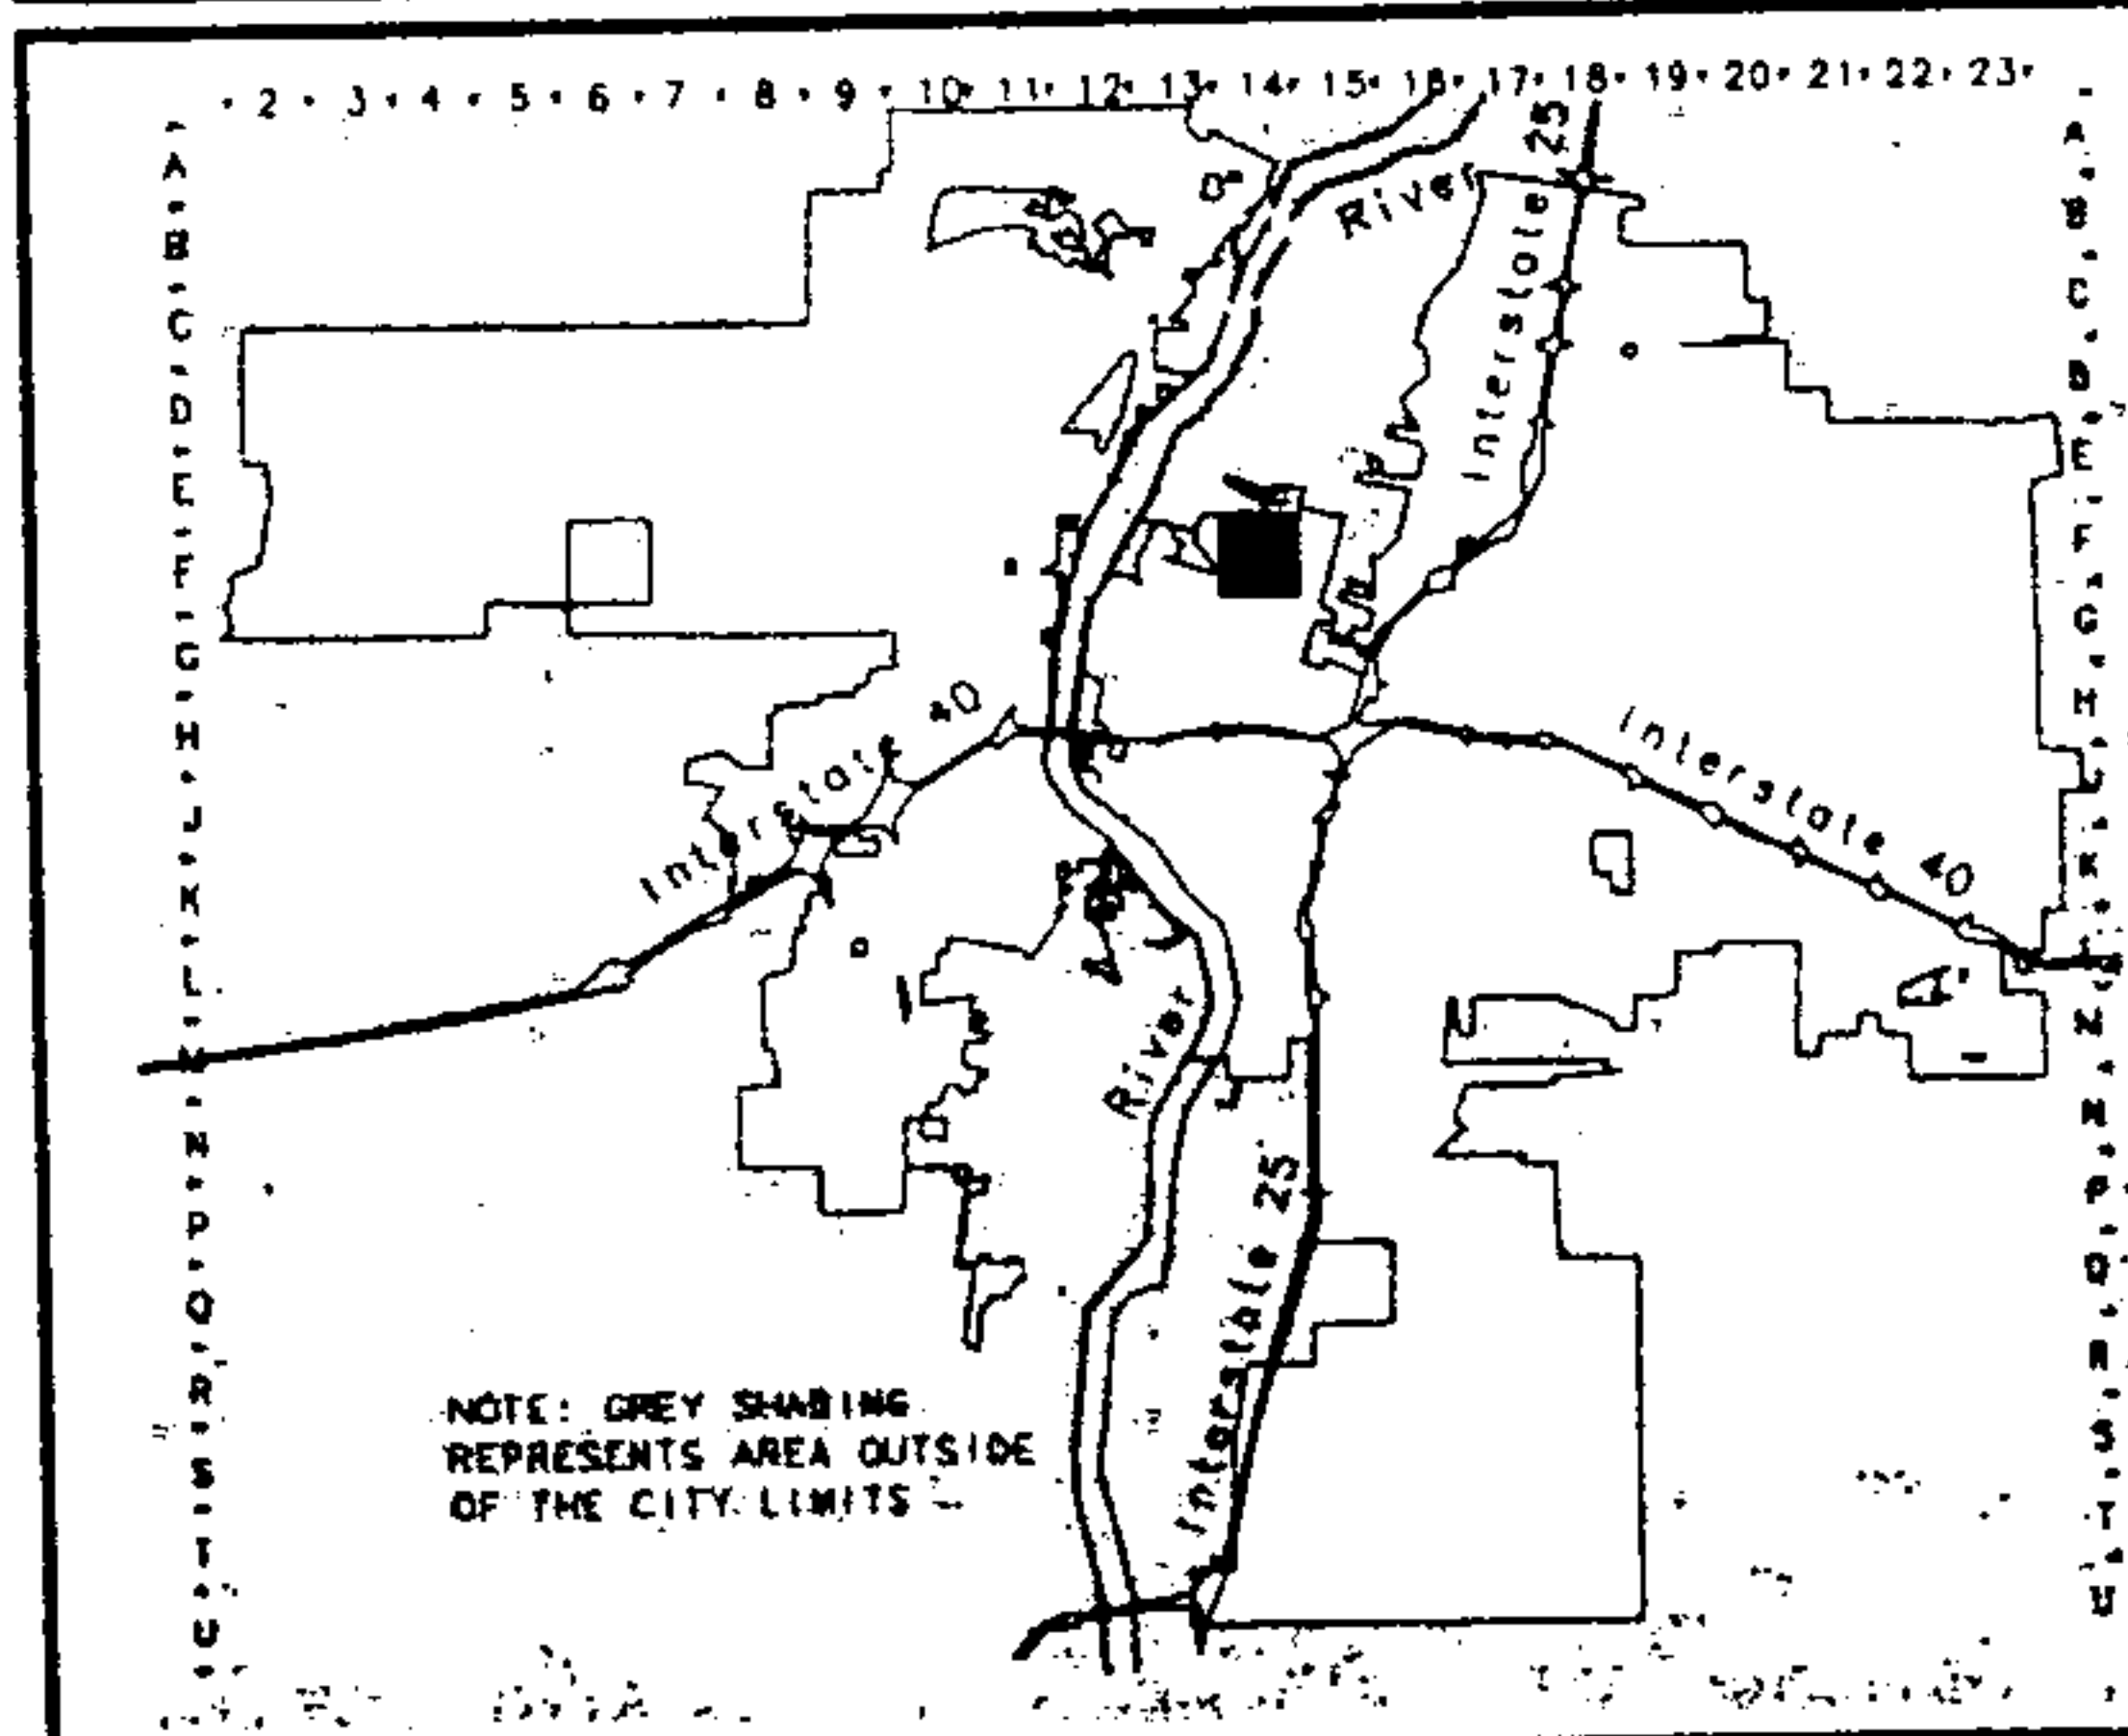 2 3 4 5 6 7 8 9 10 11 12 13 14 15 16 17 18 19 20 21 22 23
A
B
C
D
E
F
G
H
J
K
L
M
N
P
Q
R
S
T
U
A
B
C
D
E
F
G
H
J
K
L
M
N
P
Q
R
S
T
U
River
Interstate 25
Interstate 40
Interstate 40
River
Interstate 25
NOTE: GREY SHADING
REPRESENTS AREA OUTSIDE
OF THE CITY LIMITS